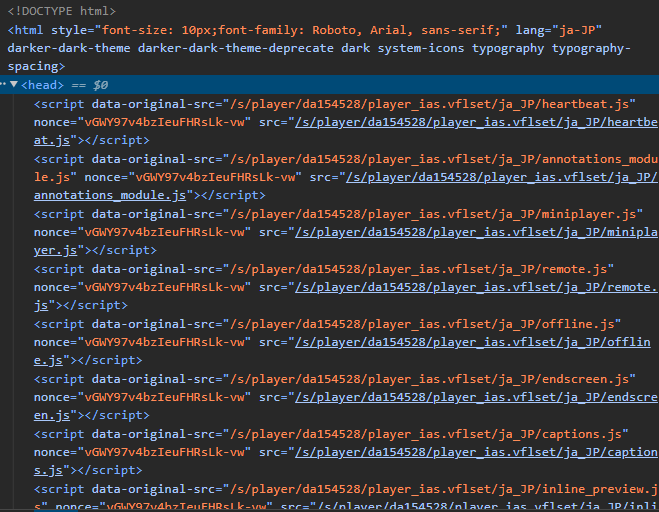 <!DOCTYPE html>
<html style="font-size: 10px;font-family: Roboto, Arial, sans-serif;" lang="ja-JP"
darker-dark-theme darker-dark-theme-deprecate dark system-icons typography typography-
spacing>
··▼<head> == $0
<script data-original-src="/s/player/da154528/player_ias.vflset/ja_JP/heartbeat.js"
nonce="vGWY97v4bzIeuFHRsLk-vw" src="/s/player/da154528/player_ias.vflset/ja_JP/heartbe
at.js"></script>
<script data-original-src="/s/player/da154528/player_ias.vflset/ja_JP/annotations_modu
le.js" nonce="vGWY97v4bzIeuFHRsLk-vw" src="/s/player/da154528/player_ias.vflset/ja_JP/
annotations_module.js"></script>
<script data-original-src="/s/player/da154528/player_ias.vflset/ja_JP/miniplayer.js"
nonce="vGWY97v4bzIeuFHRsLk-vw" src="/s/player/da154528/player_ias.vflset/ja_JP/minipla
yer.js"></script>
<script data-original-src="/s/player/da154528/player_ias.vflset/ja_JP/remote.js"
nonce="vGWY97v4bzIeuFHRsLk-vw" src="/s/player/da154528/player_ias.vflset/ja_JP/remote.
js"></script>
<script data-original-src="/s/player/da154528/player_ias.vflset/ja_JP/offline.js"
nonce="vGWY97v4bzIeuFHRsLk-vw" src="/s/player/da154528/player_ias.vflset/ja_JP/offlin
e.js"></script>
<script data-original-src="/s/player/da154528/player_ias.vflset/ja_JP/endscreen.js"
nonce="vGWY97v4bzIeuFHRsLk-vw" src="/s/player/da154528/player_ias.vflset/ja_JP/endscre
en.js"></script>
<script data-original-src="/s/player/da154528/player_ias.vflset/ja_JP/captions.js"
nonce="vGWY97v4bzIeuFHRsLk-vw" src="/s/player/da154528/player_ias.vflset/ja_JP/caption
s.js"></script>
<script data-original-src="/s/player/da154528/player_ias.vflset/ja_JP/inline_preview.j
s" nonce="vGWY97v4bzIeuFHRsLk-vw" src="/s/player/da154528/player_ias.vflset/ja_JP/inli